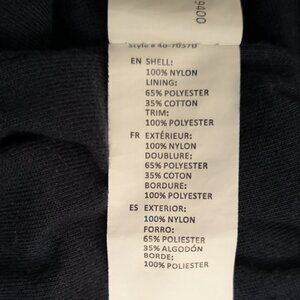 9400
Style # 40-7037D
EN SHELL:
100% NYLON
LINING:
65% POLYESTER
35% COTTON
TRIM:
100% POLYESTER
FR EXTÉRIEUR:
100% NYLON
DOUBLURE:
65% POLYESTER
35% COTON
BORDURE:
100% POLYESTER
ES EXTERIOR:
100% NYLON
FORRO:
65% POLIESTER
35% ALGODÓN
BORDE:
100% POLIESTER